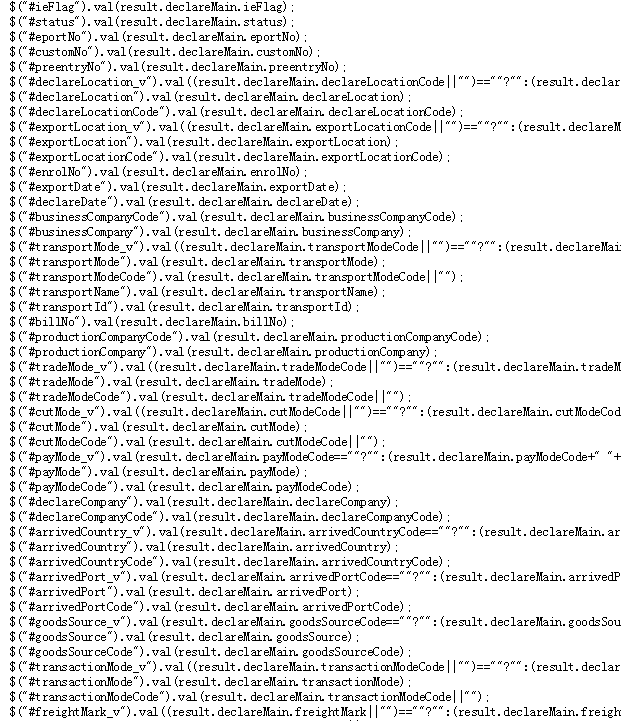 $("#ieFlag").val(result.declareMain.ieFlag);
$("#status").val(result.declareMain.status);
$("#eportNo").val(result.declareMain.eportNo);
$("#customNo").val(result.declareMain.customNo);
$("#preentryNo").val(result.declareMain.preentryNo);
$("#declareLocation_v").val((result.declareMain.declareLocationCode||"")==""?"":(result.declar
$("#declareLocation").val(result.declareMain.declareLocation);
$("#declareLocationCode").val(result.declareMain.declareLocationCode);
$("#exportLocation_v").val((result.declareMain.exportLocationCode||"")==""?"":(result.declareM
$("#exportLocation").val(result.declareMain.exportLocation);
$("#exportLocationCode").val(result.declareMain.exportLocationCode);
$("#enrolNo").val(result.declareMain.enrolNo);
$("#exportDate").val(result.declareMain.exportDate);
$("#declareDate").val(result.declareMain.declareDate);
$("#businessCompanyCode").val(result.declareMain.businessCompanyCode);
$("#businessCompany").val(result.declareMain.businessCompany);
$("#transportMode_v").val((result.declareMain.transportModeCode||"")==""?"":(result.declareMai
$("#transportMode").val(result.declareMain.transportMode);
$("#transportModeCode").val(result.declareMain.transportModeCode||"");
$("#transportName").val(result.declareMain.transportName);
$("#transportId").val(result.declareMain.transportId);
$("#billNo").val(result.declareMain.billNo);
$("#productionCompanyCode").val(result.declareMain.productionCompanyCode);
$("#productionCompany").val(result.declareMain.productionCompany);
$("#tradeMode_v").val((result.declareMain.tradeModeCode||"")==""?"":(result.declareMain.tradeM
$("#tradeMode").val(result.declareMain.tradeMode);
$("#tradeModeCode").val(result.declareMain.tradeModeCode||"");
$("#cutMode_v").val((result.declareMain.cutModeCode||"")==""?"":(result.declareMain.cutModeCod
$("#cutMode").val(result.declareMain.cutMode);
$("#cutModeCode").val(result.declareMain.cutModeCode||"");
$("#payMode_v").val(result.declareMain.payModeCode==""?"":(result.declareMain.payModeCode+" "+
$("#payMode").val(result.declareMain.payMode);
$("#payModeCode").val(result.declareMain.payModeCode);
$("#declareCompany").val(result.declareMain.declareCompany);
$("#declareCompanyCode").val(result.declareMain.declareCompanyCode);
$("#arrivedCountry_v").val(result.declareMain.arrivedCountryCode==""?"":(result.declareMain.ar
$("#arrivedCountry").val(result.declareMain.arrivedCountry);
$("#arrivedCountryCode").val(result.declareMain.arrivedCountryCode);
$("#arrivedPort_v").val(result.declareMain.arrivedPortCode==""?"":(result.declareMain.arrivedP
$("#arrivedPort").val(result.declareMain.arrivedPort);
$("#arrivedPortCode").val(result.declareMain.arrivedPortCode);
$("#goodsSource_v").val(result.declareMain.goodsSourceCode==""?"":(result.declareMain.goodsSou
$("#goodsSource").val(result.declareMain.goodsSource);
$("#goodsSourceCode").val(result.declareMain.goodsSourceCode);
$("#transactionMode_v").val((result.declareMain.transactionModeCode||"")==""?"":(result.declar
$("#transactionMode").val(result.declareMain.transactionMode);
$("#transactionModeCode").val(result.declareMain.transactionModeCode||"");
$("#freightMark_v").val((result.declareMain.freightMark||"")==""?"":(result.declareMain.freigh